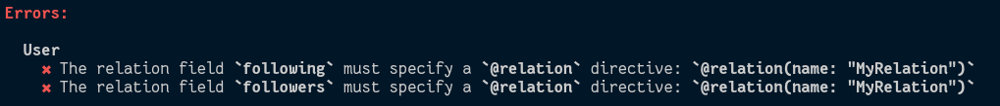 Errors:
User
✖ The relation field `following` must specify a `@relation` directive: `@relation(name: "MyRelation")`
✖ The relation field `followers` must specify a `@relation` directive: `@relation(name: "MyRelation")`